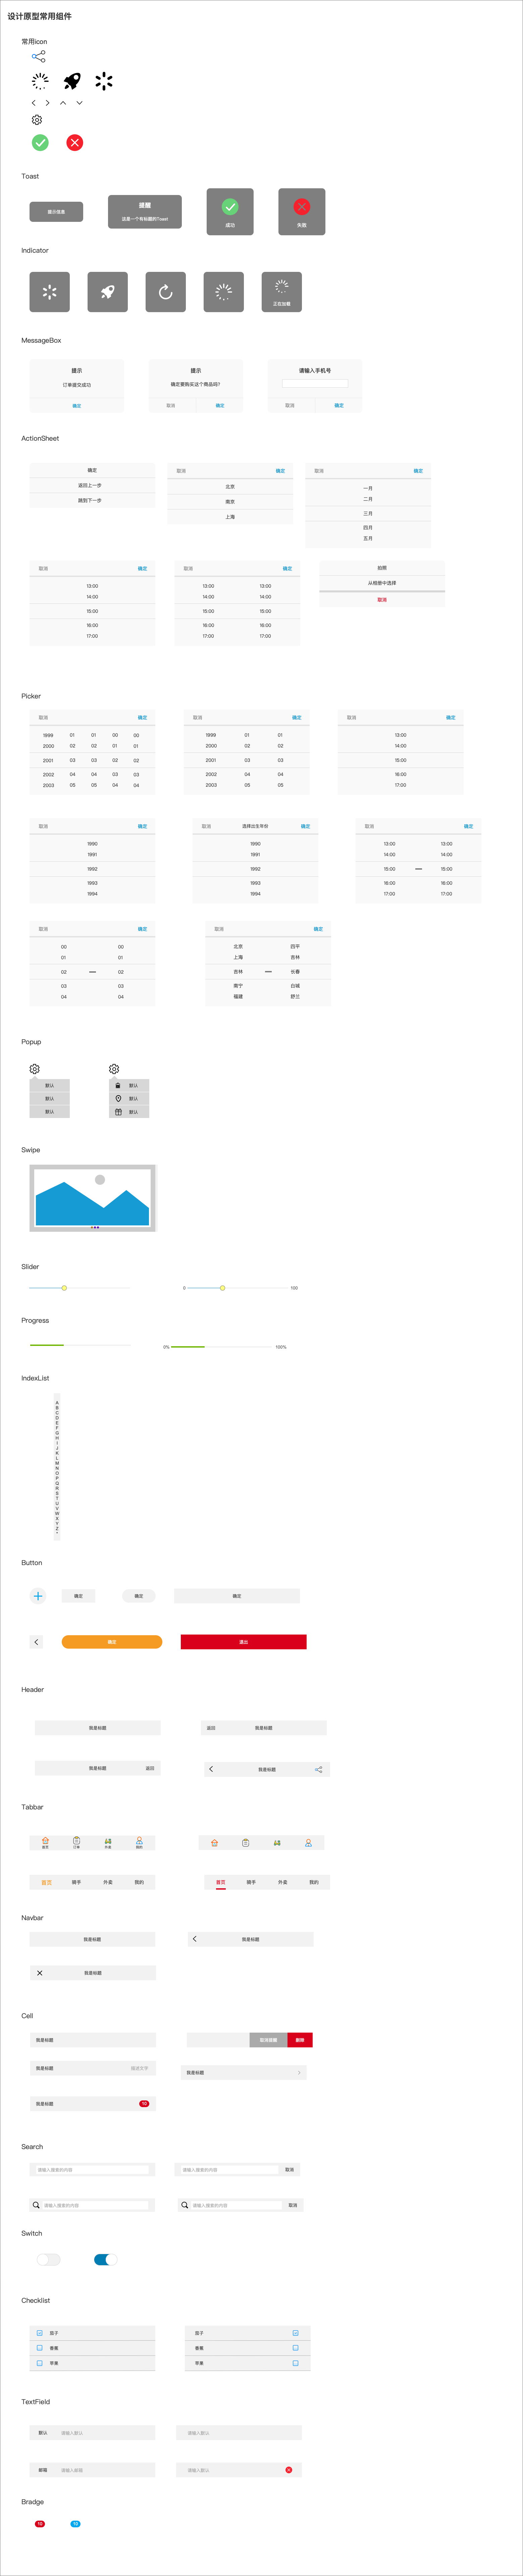 设计原型常用组件
常用icon
Toast
提示信息
提醒
这是一个有标题的Toast
成功
失败
Indicator
正在加载
MessageBox
提示
订单提交成功
确定
提示
确定要购买这个商品吗？
取消 确定
请输入手机号
取消 确定
ActionSheet
确定
返回上一步
跳到下一步
取消 确定
北京
南京
上海
取消 确定
一月
二月
三月
四月
五月
取消 确定
13:00
14:00
15:00
16:00
17:00
取消 确定
13:00 13:00
14:00 14:00
15:00 15:00
16:00 16:00
17:00 17:00
拍照
从相册中选择
取消
Picker
取消 确定
1999 01 01 00 00
2000 02 02 01 01
2001 03 03 02 02
2002 04 04 03 03
2003 05 05 04 04
取消 确定
1999 01 01
2000 02 02
2001 03 03
2002 04 04
2003 05 05
取消 确定
13:00
14:00
15:00
16:00
17:00
取消 确定
1990
1991
1992
1993
1994
取消 选择出生年份 确定
1990
1991
1992
1993
1994
取消 确定
13:00 13:00
14:00 14:00
15:00 — 15:00
16:00 16:00
17:00 17:00
取消 确定
00 00
01 01
02 — 02
03 03
04 04
取消 确定
北京 四平
上海 吉林
吉林 — 长春
南宁 白城
福建 舒兰
Popup
默认
默认
默认
默认
默认
默认
Swipe
Slider
0 100
Progress
0% 100%
IndexList
A
B
C
D
E
F
G
H
I
J
K
L
M
N
O
P
Q
R
S
T
U
V
W
X
Y
Z
Button
确定 确定 确定
确定 退出
Header
我是标题
返回 我是标题
我是标题 返回
我是标题
Tabbar
首页 订单 外卖 我的
首页 骑手 外卖 我的
首页 骑手 外卖 我的
Navbar
我是标题
我是标题
我是标题
Cell
我是标题
取消提醒 删除
我是标题 描述文字
我是标题
我是标题 10
Search
请输入搜索的内容
请输入搜索的内容 取消
请输入搜索的内容
请输入搜索的内容 取消
Switch
Checklist
茄子
香蕉
苹果
茄子
香蕉
苹果
TextField
默认 请输入默认
请输入默认
邮箱 请输入邮箱
请输入默认
Bradge
10 10